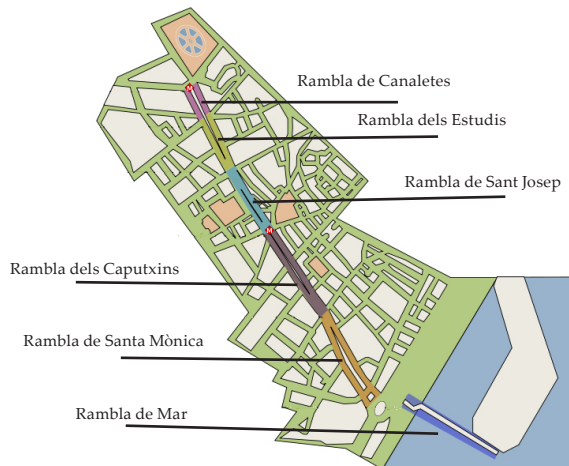 Rambla de Canaletes
M
Rambla dels Estudis
Rambla de Sant Josep
M
Rambla dels Caputxins
Rambla de Santa Mònica
Rambla de Mar